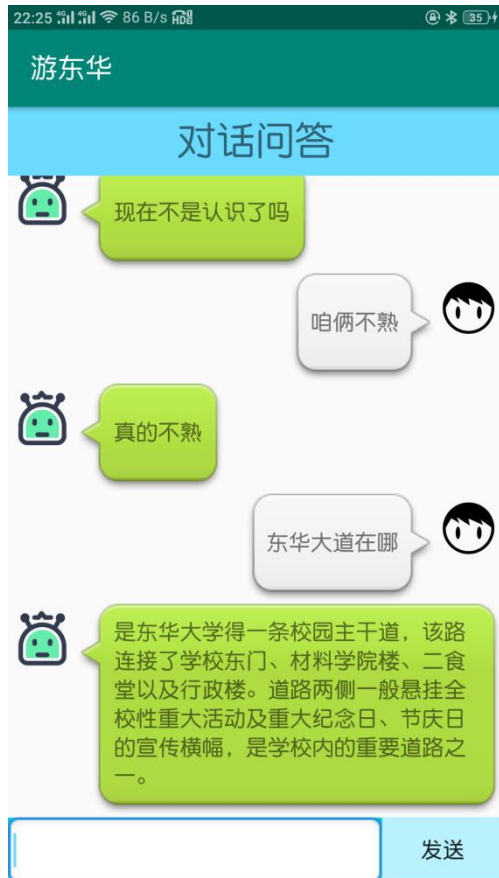 22:25 4G 4G 86 B/s HD 35
游东华
对话问答
现在不是认识了吗
咱俩不熟
真的不熟
东华大道在哪
是东华大学得一条校园主干道，该路
连接了学校东门、材料学院楼、二食
堂以及行政楼。道路两侧一般悬挂全
校性重大活动及重大纪念日、节庆日
的宣传横幅，是学校内的重要道路之
一。
发送